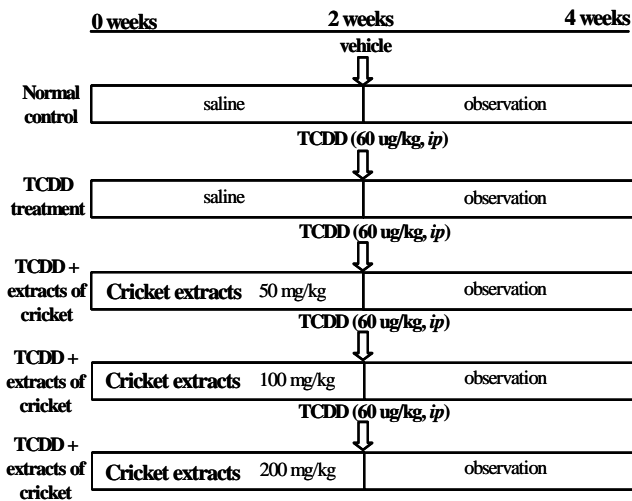 0 weeks 2 weeks 4 weeks
vehicle
Normal
control
saline observation
TCDD (60 ug/kg, ip)
TCDD
treatment
saline observation
TCDD (60 ug/kg, ip)
TCDD +
extracts of
cricket
Cricket extracts 50 mg/kg observation
TCDD (60 ug/kg, ip)
TCDD +
extracts of
cricket
Cricket extracts 100 mg/kg observation
TCDD (60 ug/kg, ip)
TCDD +
extracts of
cricket
Cricket extracts 200 mg/kg observation